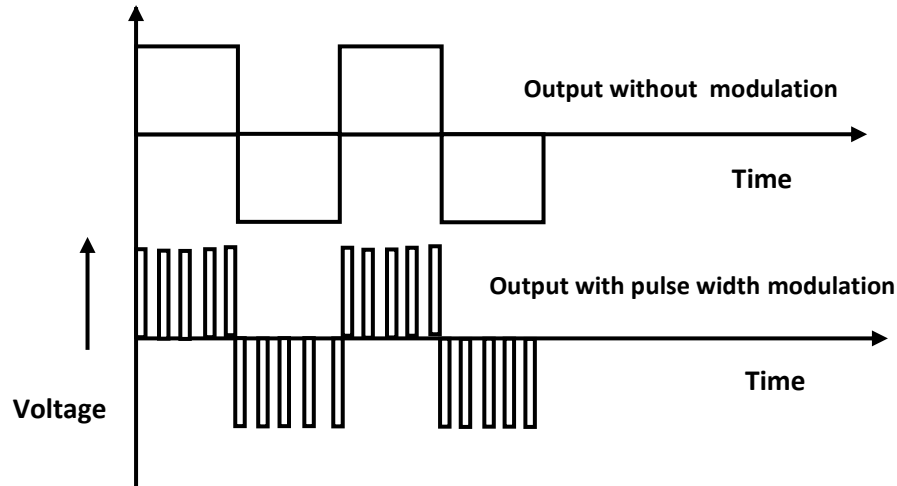 Output without  modulation
Time
Output with pulse width modulation
Time
Voltage